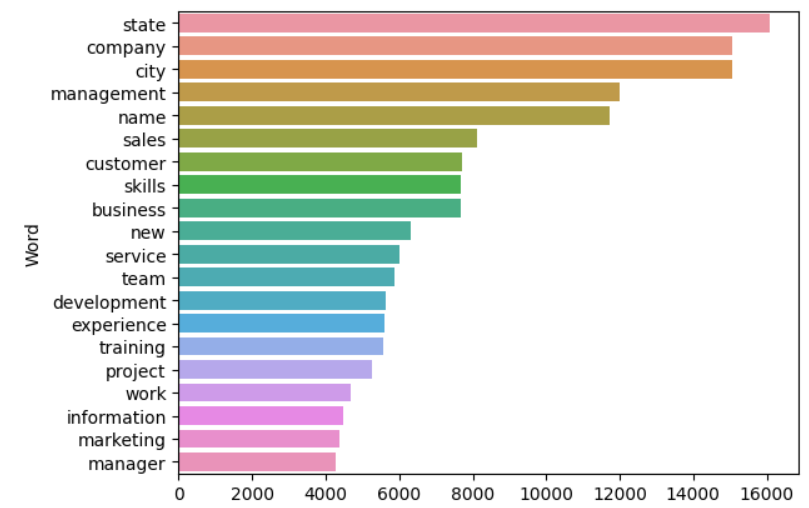 state
company
city
management
name
sales
customer
skills
business
new
service
team
development
experience
training
project
work
information
marketing
manager
Word
0 2000 4000 6000 8000 10000 12000 14000 16000